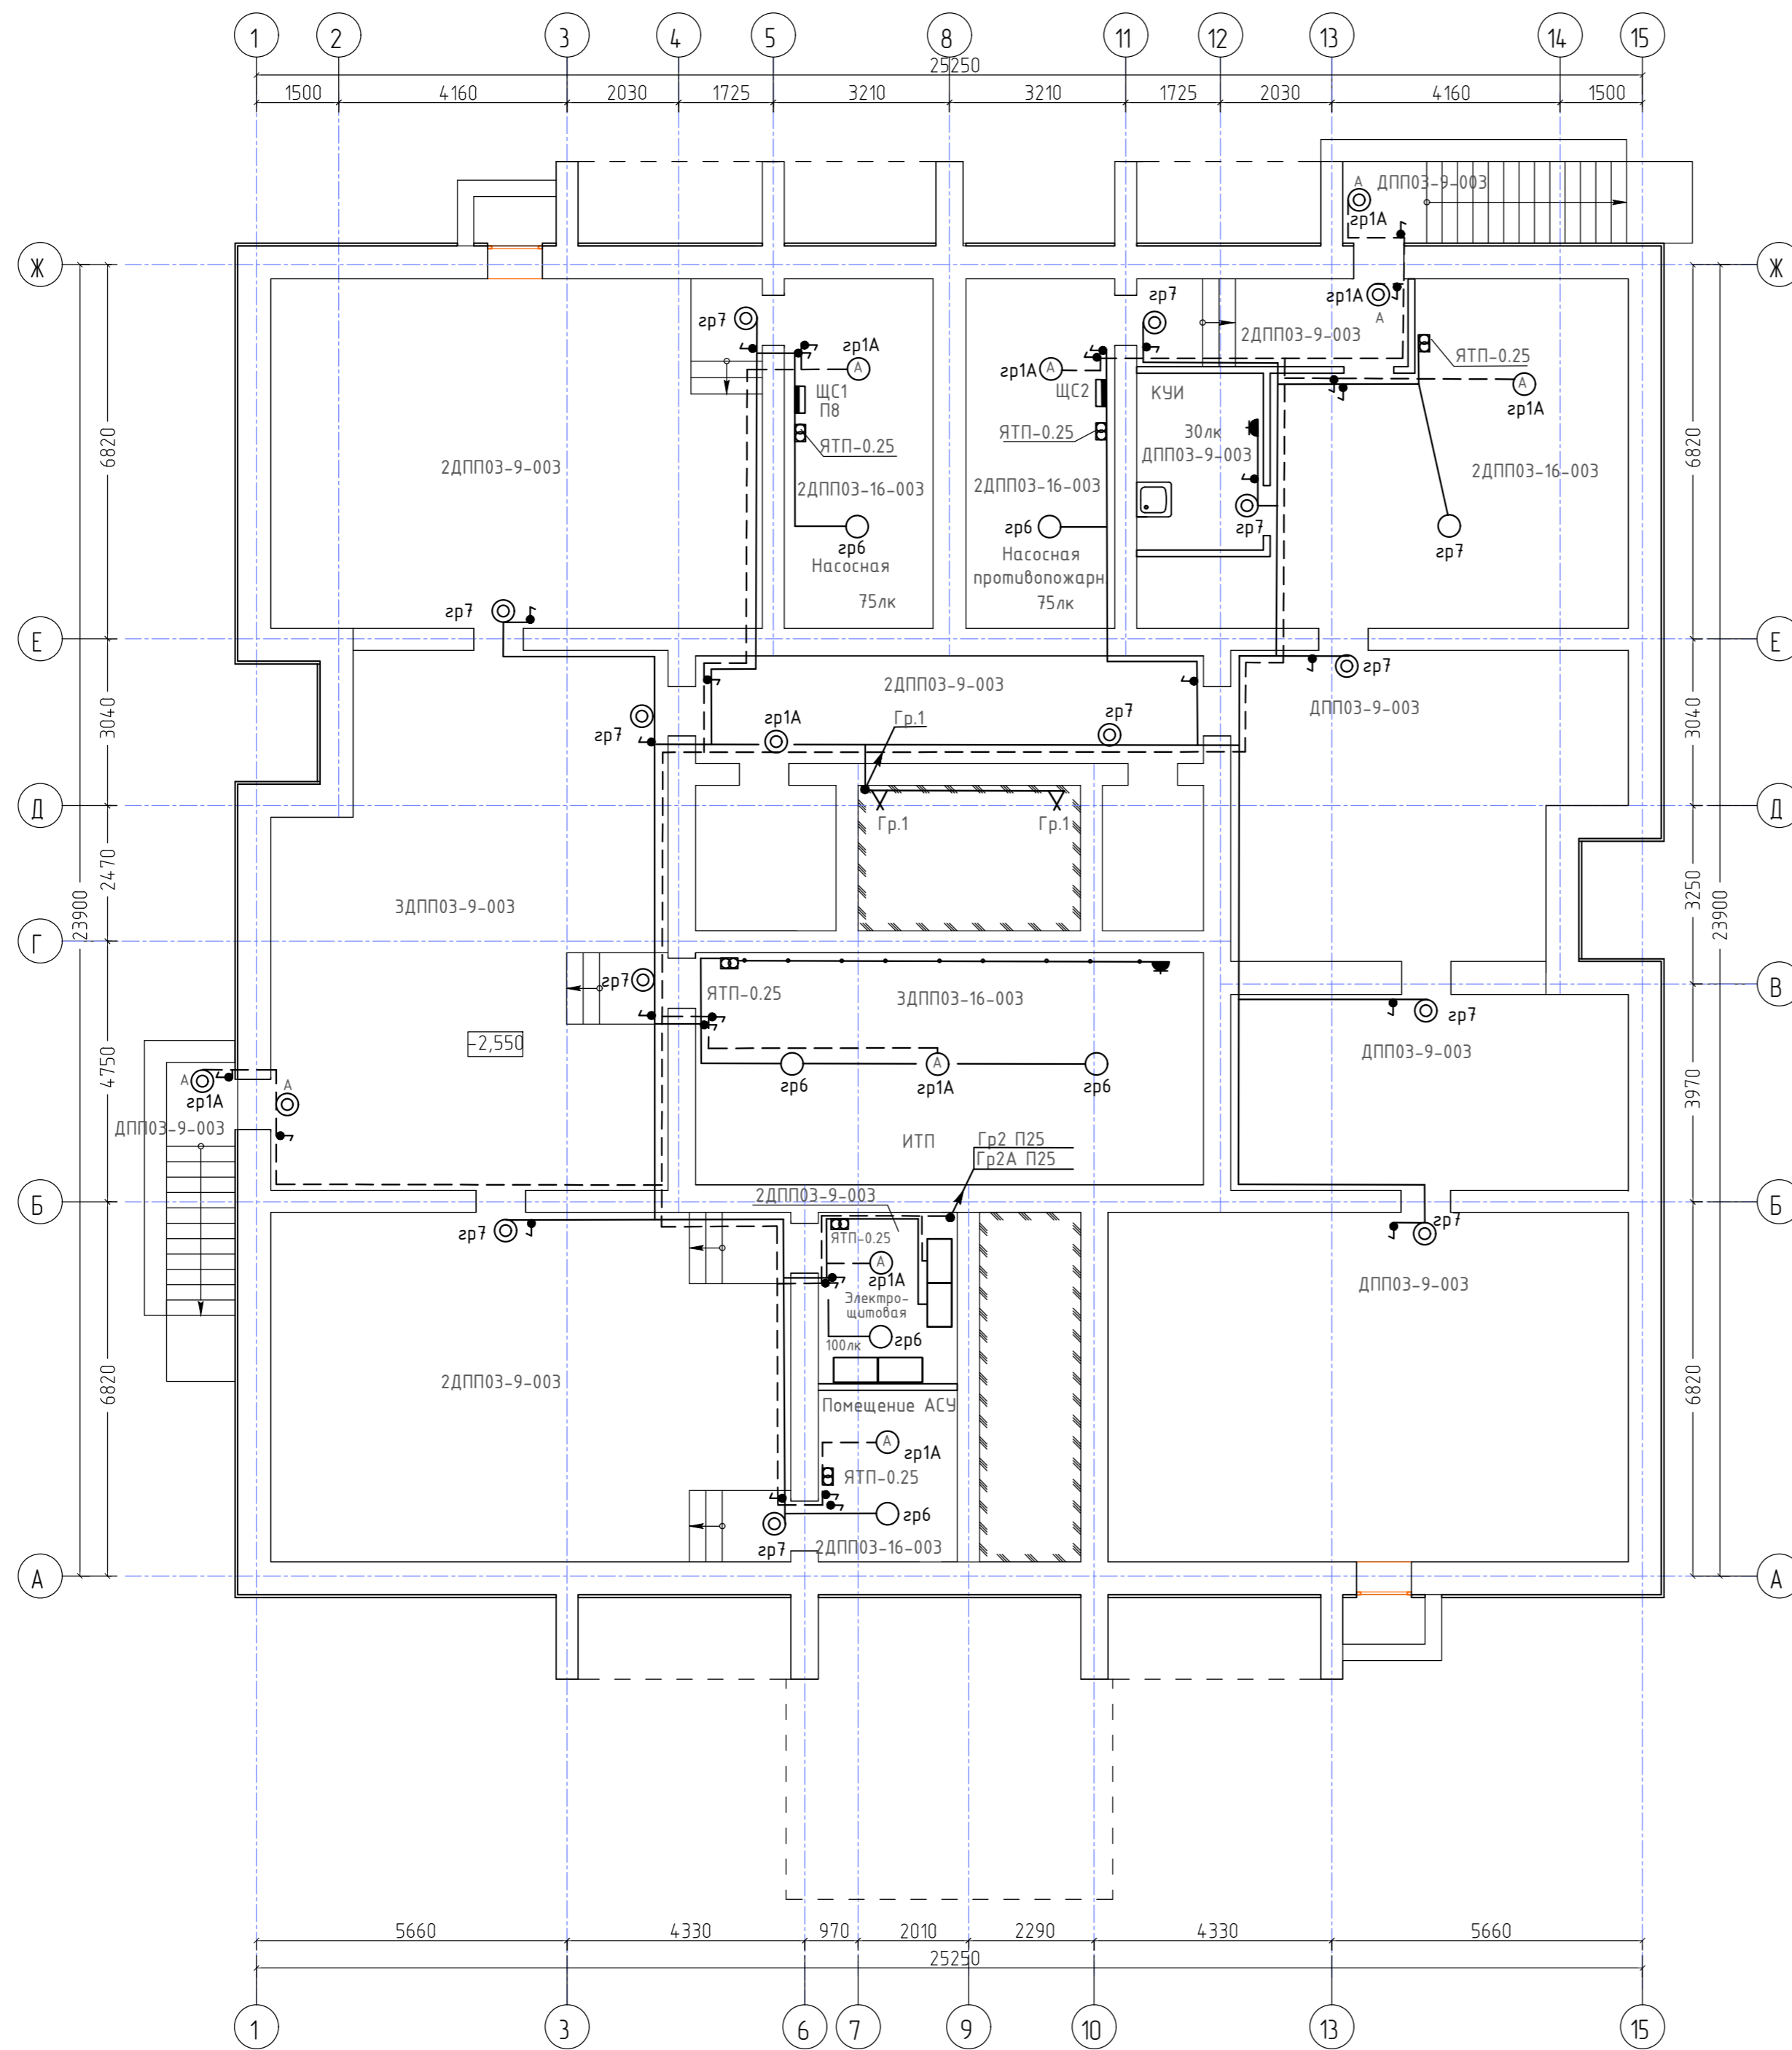 1 2 3 4 5 8 11 12 13 14 15
25250
1500 4160 2030 1725 3210 3210 1725 2030 4160 1500
А ДПП03-9-003
гр1А
Ж Ж
гр7 гр7 гр1А
А
2ДПП03-9-003
гр1А гр1А ЯТП-0.25
А А А
ЩС1 ЩС2 КУИ гр1А
П8
6820 ЯТП-0.25 ЯТП-0.25 30лк 6820
2ДПП03-9-003 ДПП03-9-003 2ДПП03-16-003
2ДПП03-16-003 2ДПП03-16-003
гр6 гр6 гр7 гр7
Насосная Насосная
противопожарн
75лк 75лк
гр7
Е Е
гр7
2ДПП03-9-003
ДПП03-9-003
3040 гр7 гр1А Гр.1 гр7 3040
Д Д
Гр.1 Гр.1
2470 3250
23900 3ДПП03-9-003 23900
Г
гр7 ЯТП-0.25 3ДПП03-16-003 В
гр7
-2,550 ДПП03-9-003
4750 А гр6 гр1А гр6 3970
А А
гр1А
ДПП03-9-003
ИТП Гр2 П25
Гр2А П25
Б 2ДПП03-9-003 Б
гр7 гр7
ЯТП-0.25
А
гр1А
ДПП03-9-003
Электро-
щитовая
100лк гр6
6820 2ДПП03-9-003 6820
Помещение АСУ
А гр1А
ЯТП-0.25
гр6
гр7 2ДПП03-16-003
А А
5660 4330 970 2010 2290 4330 5660
25250
1 3 6 7 9 10 13 15